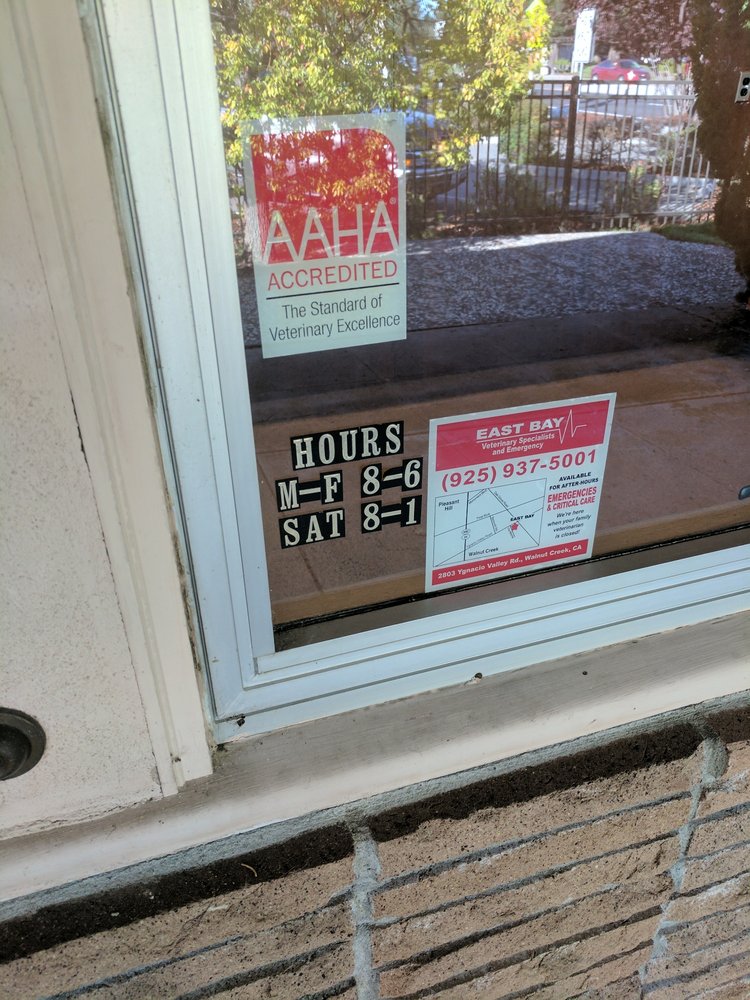 AAHA®
ACCREDITED
The Standard of
Veterinary Excellence
HOURS
M–F 8–6
SAT 8–1
EAST BAY
Veterinary Specialists
and Emergency
(925) 937-5001
Pleasant
Hill
EAST BAY
Walnut Creek
AVAILABLE
FOR AFTER-HOURS
EMERGENCIES
& CRITICAL CARE
We're here
when your family
veterinarian
is closed!
2803 Ygnacio Valley Rd., Walnut Creek, CA